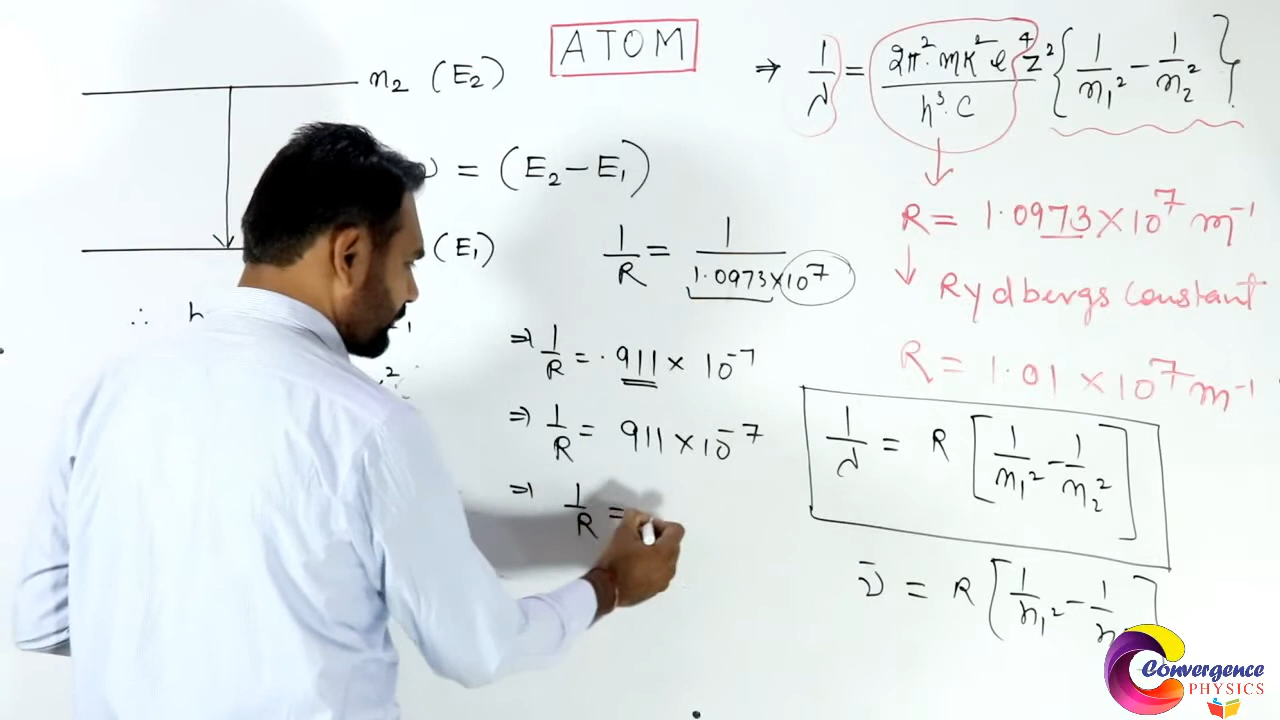 ATOM
n₂ (E₂)
ν = (E₂ − E₁)
(E₁)
∴ h
1/R = 1/(1.0973×10⁷)
⇒ 1/R = .911 × 10⁻⁷
⇒ 1/R = 911 × 10⁻⁷
⇒ 1/R =
⇒ 1/λ = (2π².mK²e⁴/h³.C) Z² {1/n₁² − 1/n₂²}
R = 1.0973 × 10⁷ m⁻¹
Rydbergs constant
R = 1.01 × 10⁷ m⁻¹
1/λ = R [1/n₁² − 1/n₂²]
ν̄ = R [1/n₁² − 1/n
Convergence
PHYSICS